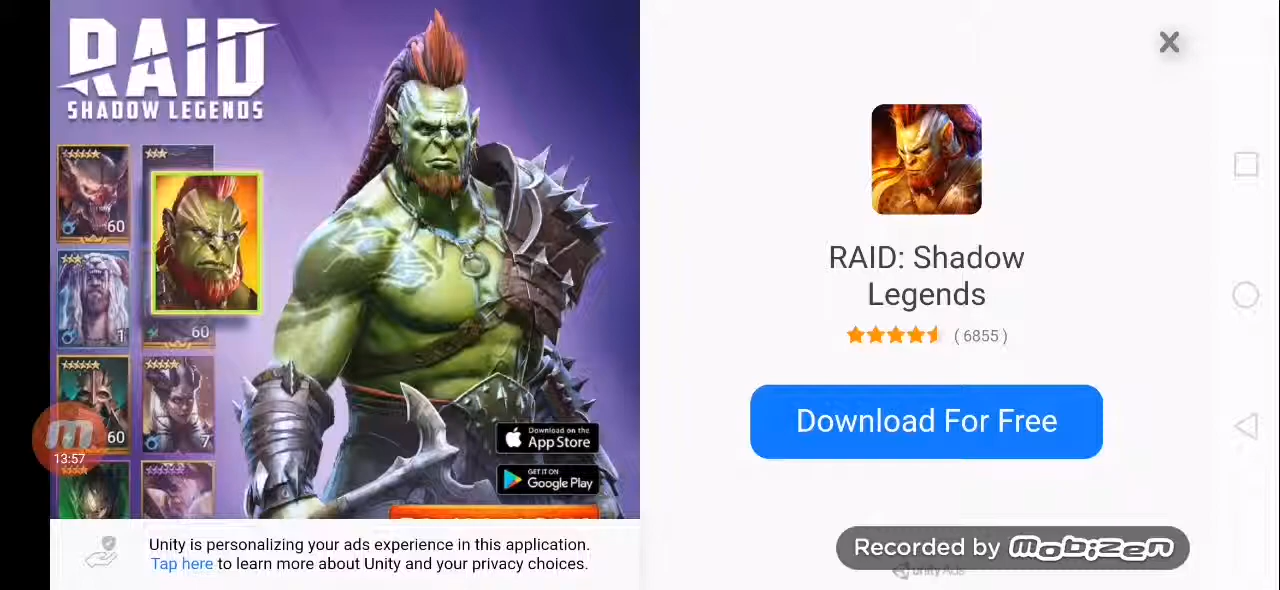 RAID
SHADOW LEGENDS
60
1
60
60
7
M
13:57
Download on the
App Store
GET IT ON
Google Play
Unity is personalizing your ads experience in this application.
Tap here to learn more about Unity and your privacy choices.
RAID: Shadow
Legends
( 6855 )
Download For Free
Recorded by Mobizen
unity Ads